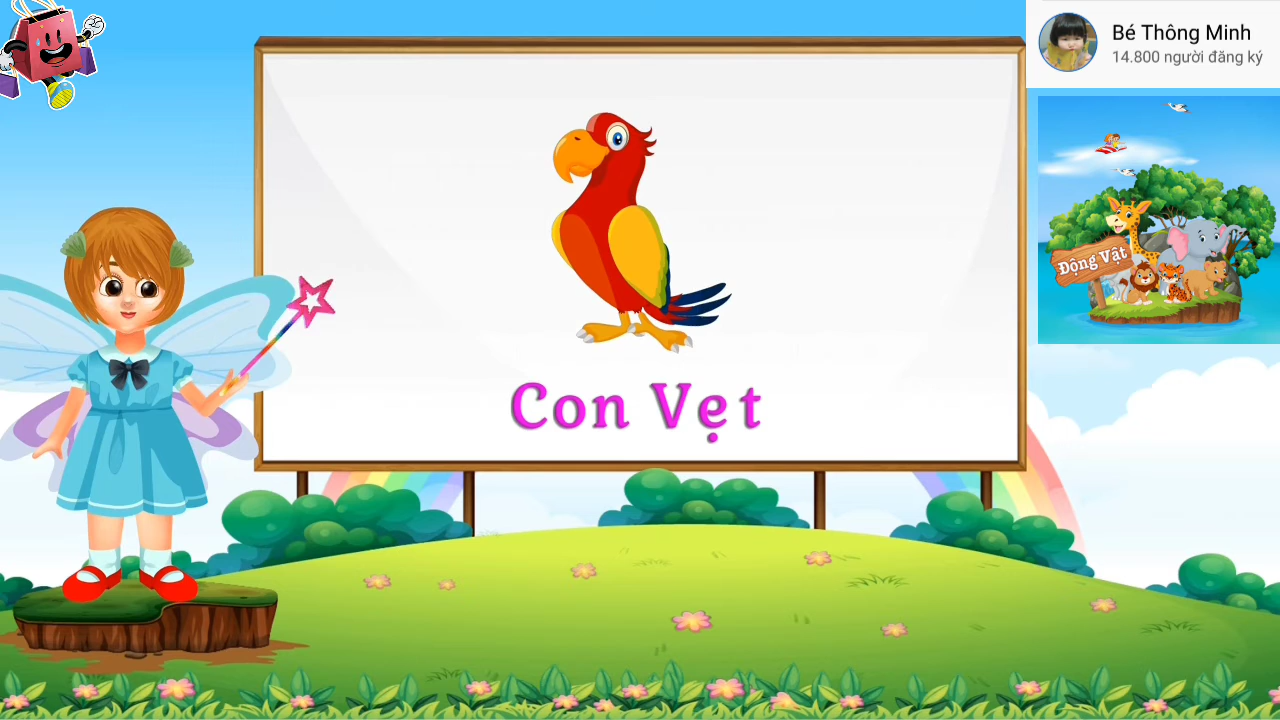 Bé Thông Minh
14.800 người đăng ký
Động Vật
Con Vẹt